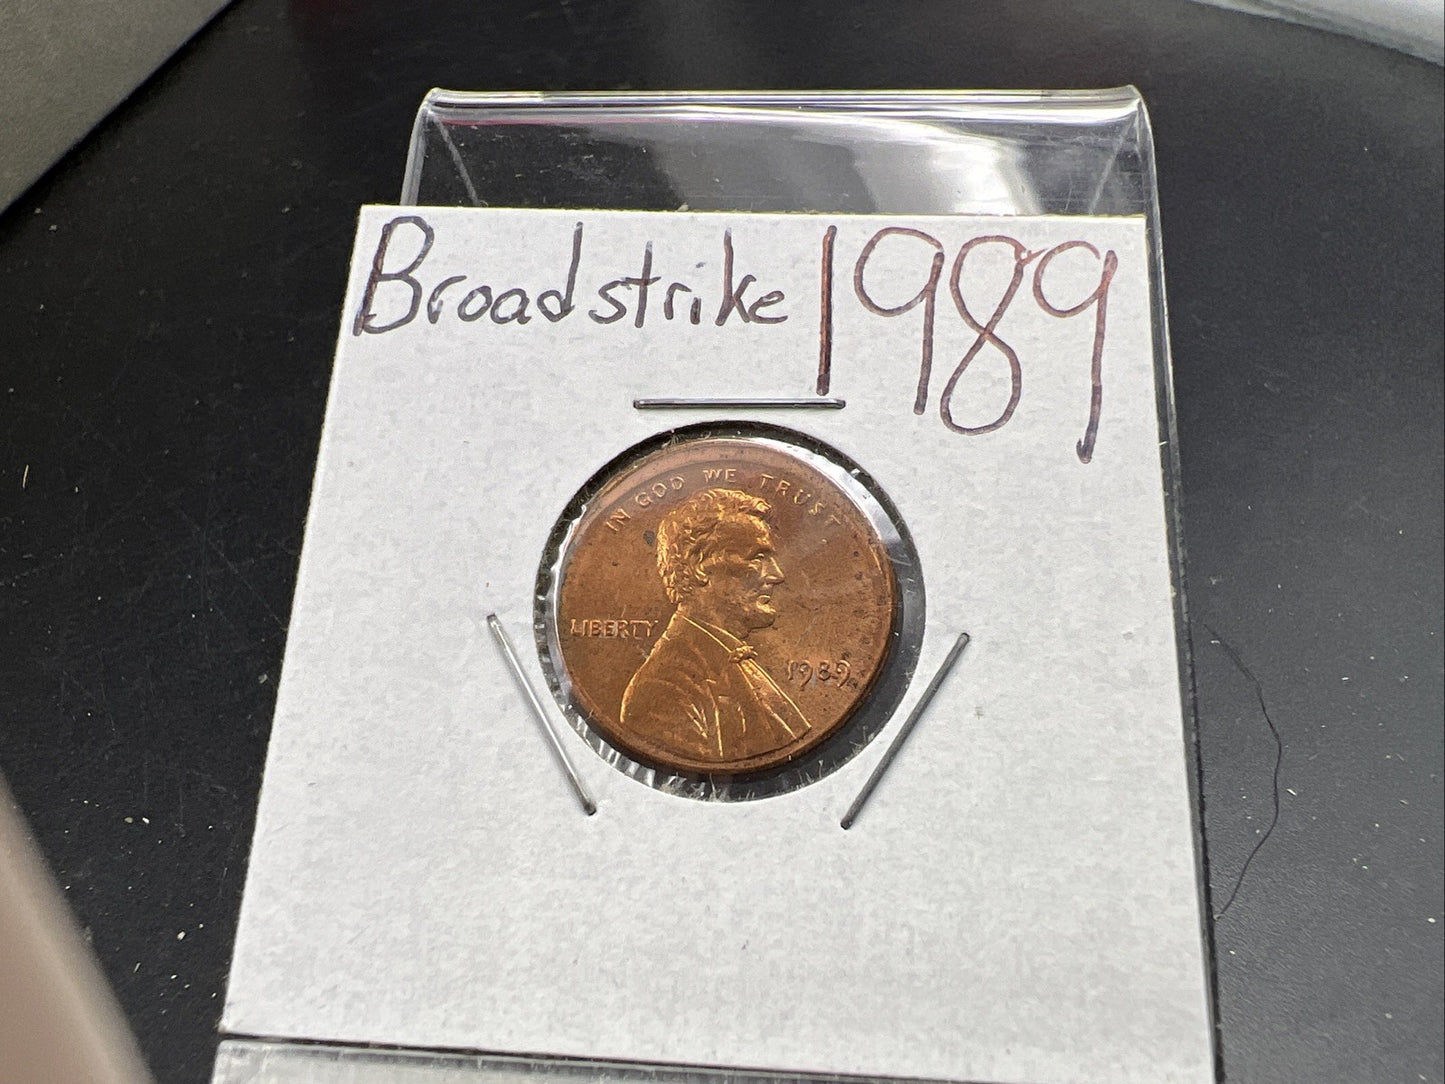 Broadstrike 1989
IN GOD WE TRUST
LIBERTY
1989